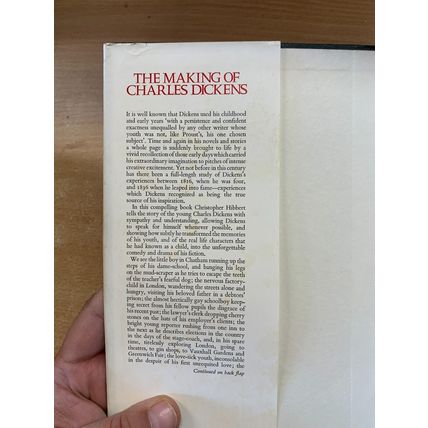 THE MAKING OF
CHARLES DICKENS
It is well known that Dickens used his childhood
and early years 'with a persistence and confident
exactness unequalled by any other writer whose
youth was not, like Proust's, his one chosen
subject'. Time and again in his novels and stories
a whole page is suddenly brought to life by a
vivid recollection of those early days which carried
his extraordinary imagination to pitches of intense
creative excitement. Yet not before in this century
has there been a full-length study of Dickens's
experiences between 1816, when he was four,
and 1836 when he leaped into fame—experiences
which Dickens recognized as being the true
source of his inspiration.
In this compelling book Christopher Hibbert
tells the story of the young Charles Dickens with
sympathy and understanding, allowing Dickens
to speak for himself whenever possible, and
showing how subtly he transformed the memories
of his youth, and of the real life characters that
he had known as a child, into the unforgettable
comedy and drama of his fiction.
We see the little boy in Chatham running up the
steps of his dame-school, and banging his legs
on the mud-scraper as he tries to escape the teeth
of the teacher's fearful dog; the nervous factory-
child in London, wandering the streets alone and
hungry, visiting his beloved father in a debtors'
prison; the almost hectically gay schoolboy keep-
ing secret from his fellow pupils the disgrace of
his recent past; the lawyer's clerk dropping cherry
stones on the hats of his employer's clients; the
bright young reporter rushing from one inn to
the next as he describes elections in the country
in the days of the stage-coach, and, in his spare
time, tirelessly exploring London, going to
theatres, to gin shops, to Vauxhall Gardens and
Greenwich Fair; the love-sick youth, inconsolable
in the despair of his first unrequited love; the
Continued on back flap